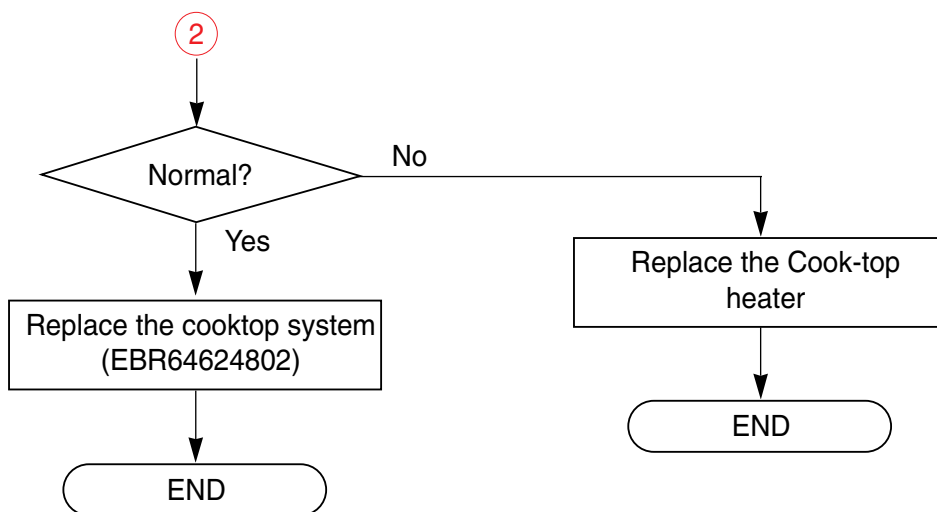 2
Normal?
No
Yes
Replace the cooktop system
(EBR64624802)
END
Replace the Cook-top
heater
END